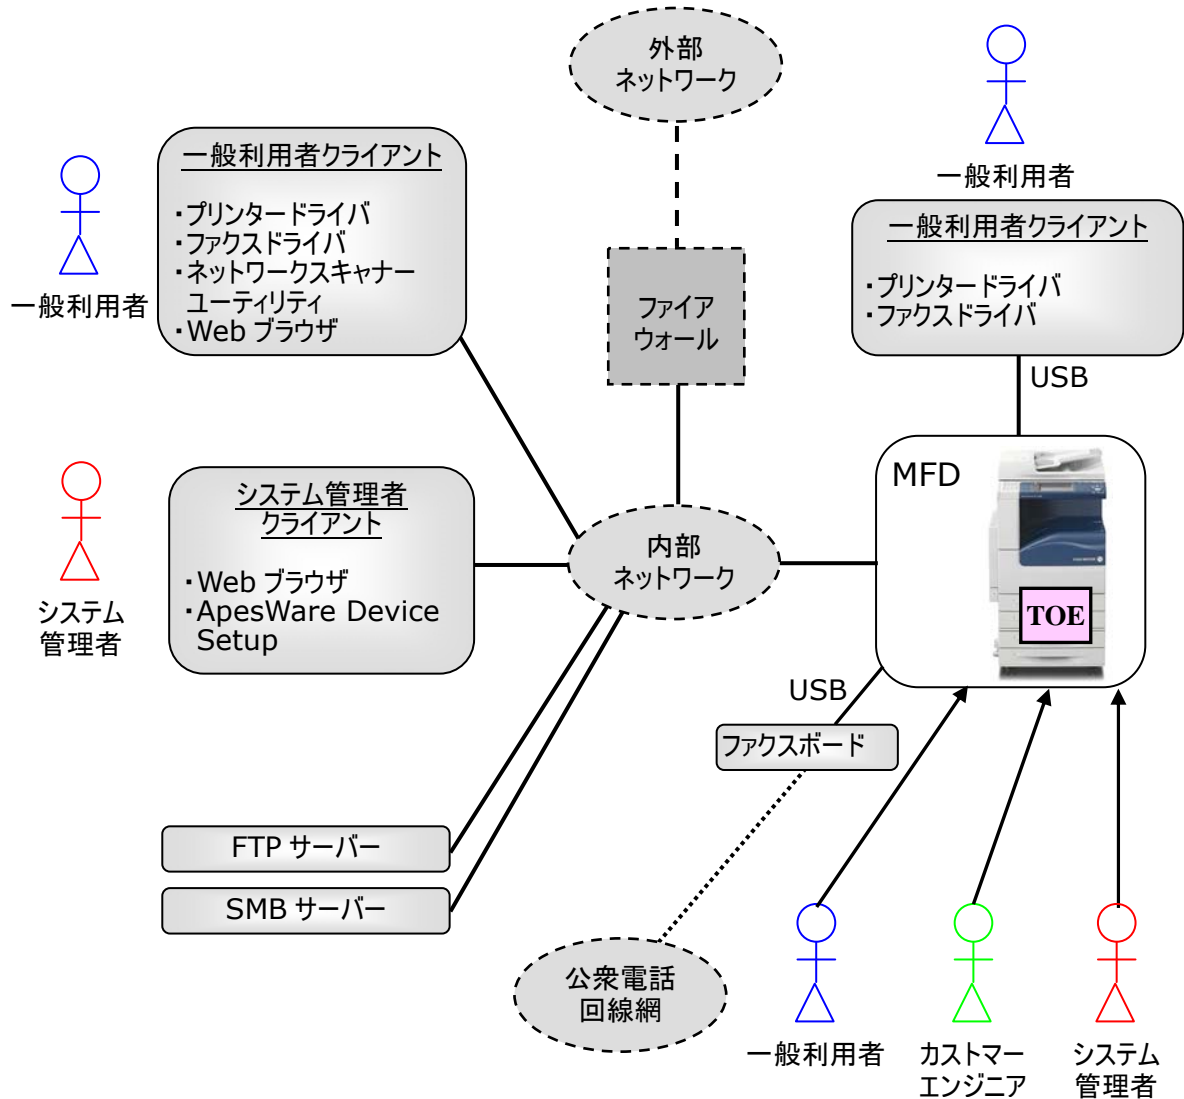 外部
ネットワーク
一般利用者
一般利用者クライアント
・プリンタードライバ
・ファクスドライバ
・ネットワークスキャナー
ユーティリティ
・Web ブラウザ
一般利用者
一般利用者クライアント
・プリンタードライバ
・ファクスドライバ
ファイア
ウォール
USB
MFD
TOE
システム管理者
クライアント
・Web ブラウザ
・ApesWare Device
Setup
システム
管理者
内部
ネットワーク
USB
ファクスボード
FTP サーバー
SMB サーバー
公衆電話
回線網
一般利用者
カストマー
エンジニア
システム
管理者